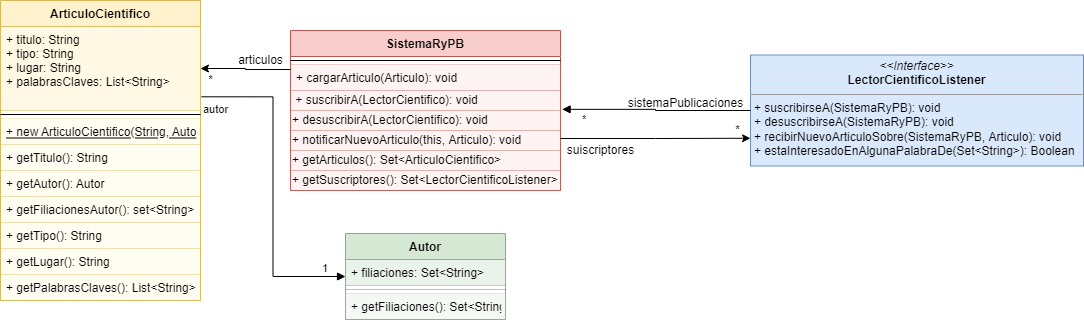 ArticuloCientifico
+ titulo: String
+ tipo: String
+ lugar: String
+ palabrasClaves: List<String>
+ new ArticuloCientifico(String, Auto
+ getTitulo(): String
+ getAutor(): Autor
+ getFiliacionesAutor(): set<String>
+ getTipo(): String
+ getLugar(): String
+ getPalabrasClaves(): List<String>
articulos
*
autor
1
SistemaRyPB
+ cargarArticulo(Articulo): void
+ suscribirA(LectorCientifico): void
+ desuscribirA(LectorCientifico): void
+ notificarNuevoArticulo(this, Articulo): void
+ getArticulos(): Set<ArticuloCientifico>
+ getSuscriptores(): Set<LectorCientificoListener>
sistemaPublicaciones
*
*
suiscriptores
<<Interface>>
LectorCientificoListener
+ suscribirseA(SistemaRyPB): void
+ desuscribirseA(SistemaRyPB): void
+ recibirNuevoArticuloSobre(SistemaRyPB, Articulo): void
+ estaInteresadoEnAlgunaPalabraDe(Set<String>): Boolean
Autor
+ filiaciones: Set<String>
+ getFiliaciones(): Set<String